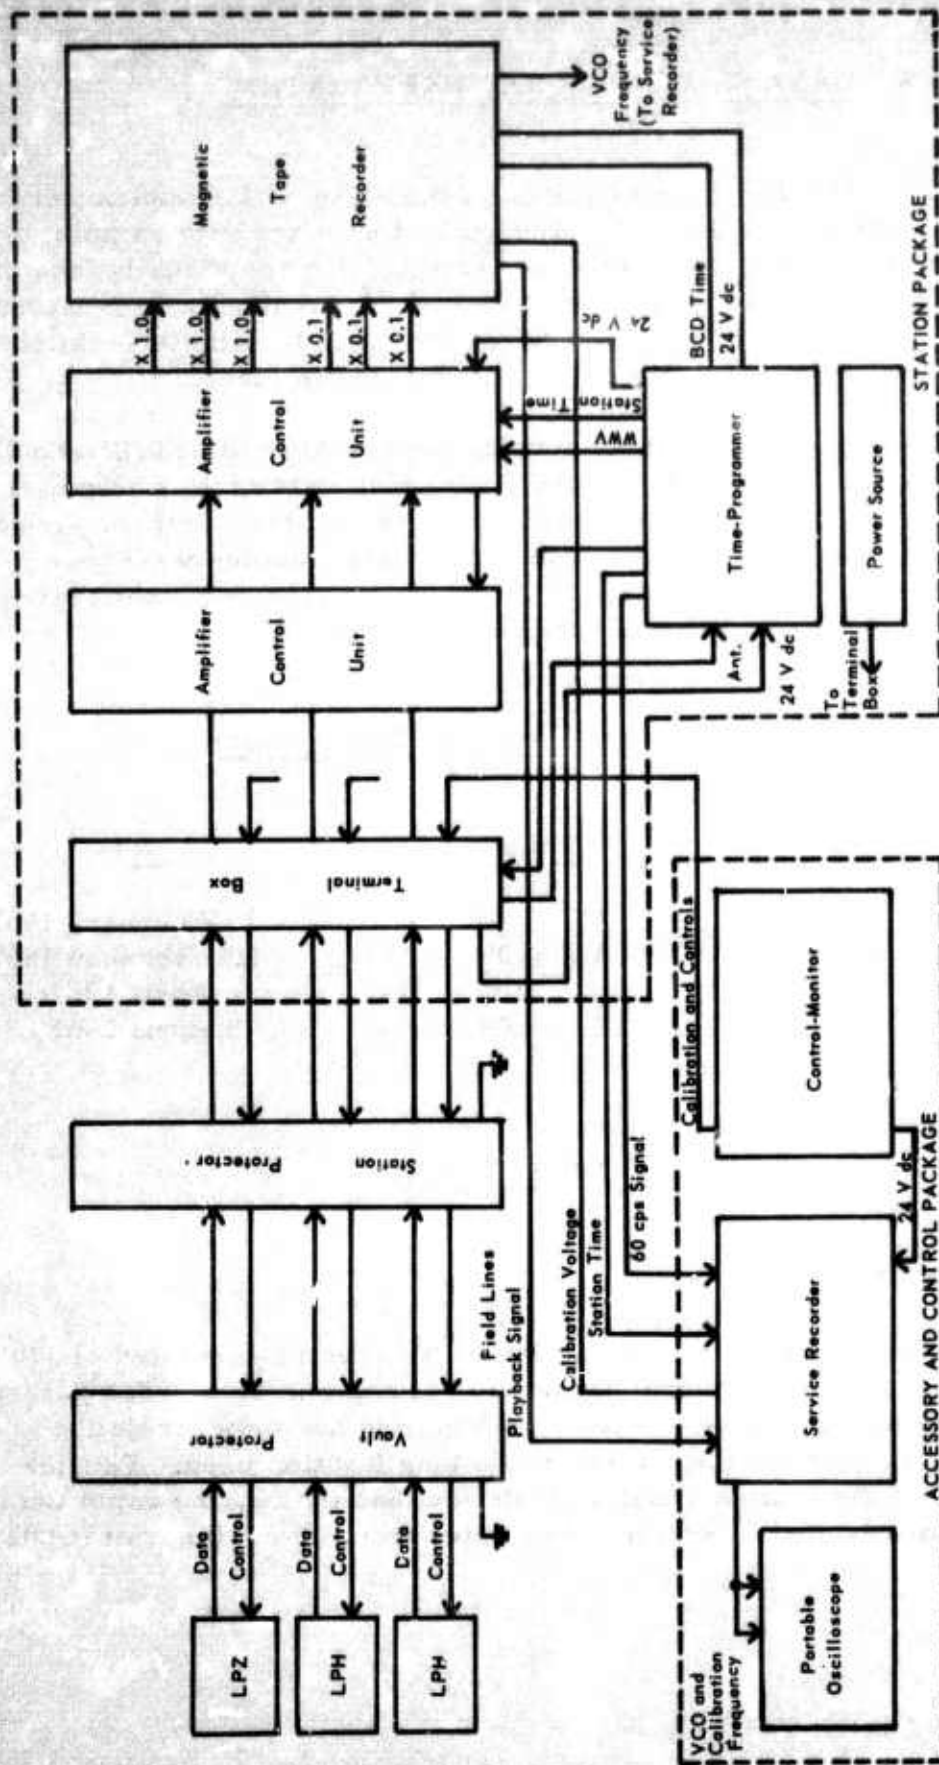 LPZ
LPH
LPH
Data
Control
Data
Control
Data
Control
Vault
Protector
Station
Protector
Terminal
Box
Amplifier
Control
Unit
Amplifier
Control
Unit
X 1.0
X 1.0
X 1.0
X 0.1
X 0.1
X 0.1
Magnetic
Tape
Recorder
VCO
Frequency
(To Service
Recorder)
Field Lines
Playback Signal
Calibration Voltage
Station Time
60 cps Signal
Calibration and Controls
WWV
Station Time
24 V dc
BCD Time
24 V dc
Ant.
24 V dc
Time-Programmer
Power Source
To
Terminal
Box
STATION PACKAGE
VCO and
Calibration
Frequency
Portable
Oscilloscope
Service Recorder
24 V dc
Control-Monitor
ACCESSORY AND CONTROL PACKAGE